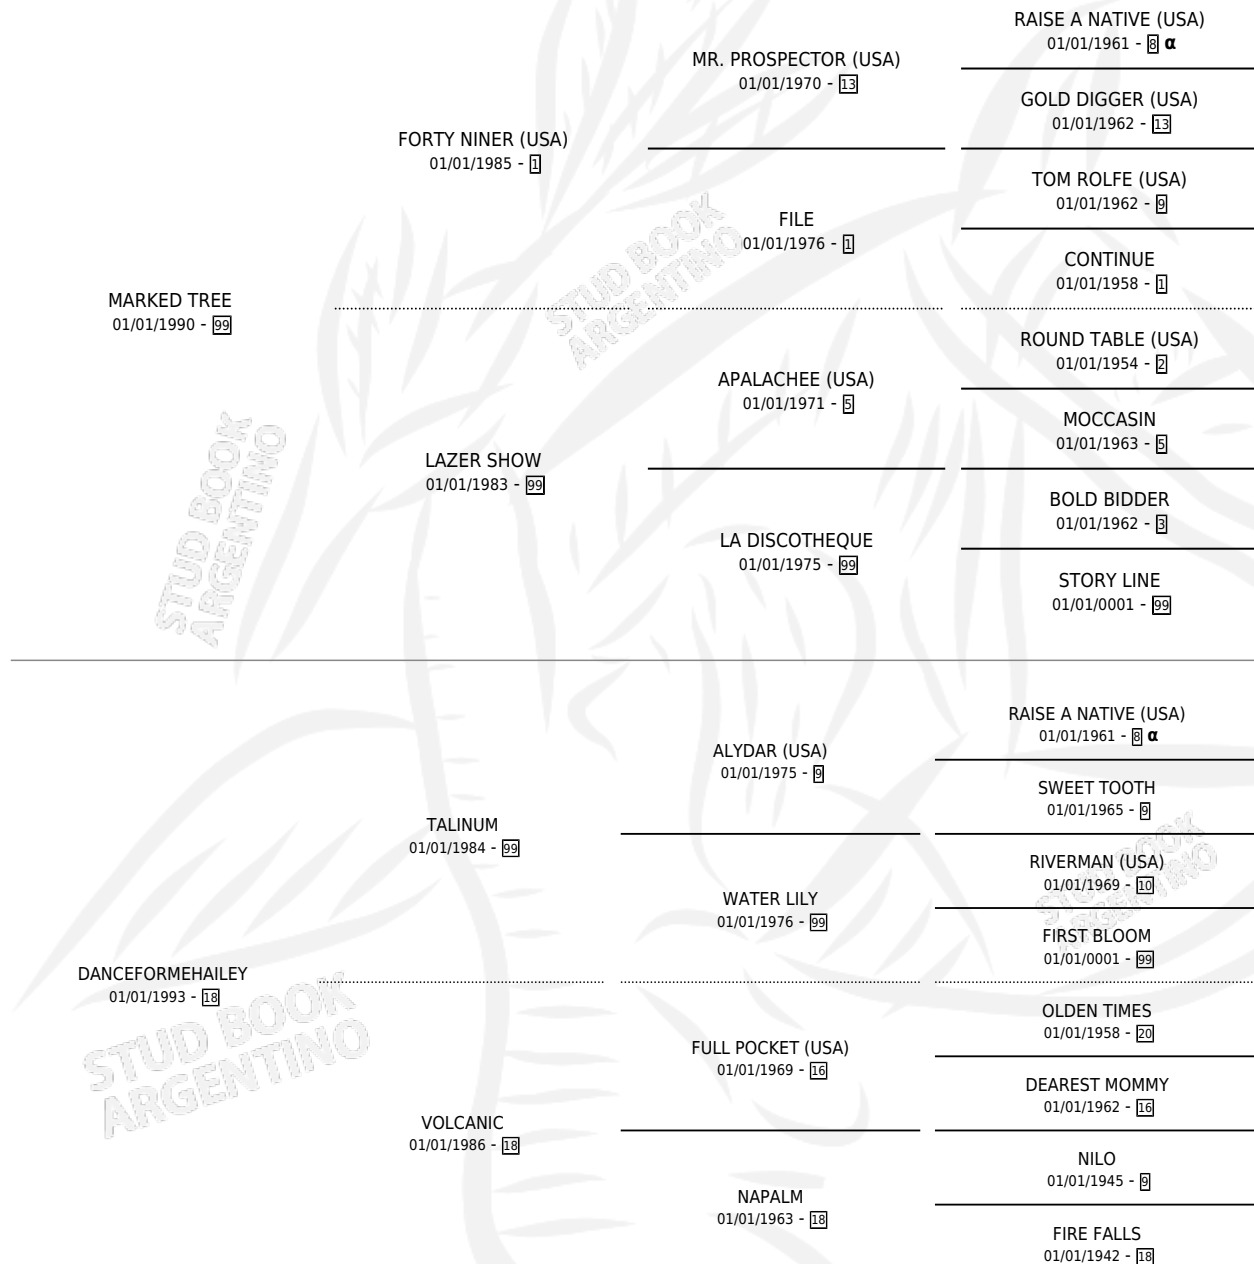 RAISE A NATIVE (USA)
01/01/1961 - 8 α
MR. PROSPECTOR (USA)
01/01/1970 - 13
GOLD DIGGER (USA)
01/01/1962 - 13
FORTY NINER (USA)
01/01/1985 - 1
TOM ROLFE (USA)
01/01/1962 - 9
FILE
01/01/1976 - 1
CONTINUE
01/01/1958 - 1
MARKED TREE
01/01/1990 - 99
ROUND TABLE (USA)
01/01/1954 - 2
APALACHEE (USA)
01/01/1971 - 5
MOCCASIN
01/01/1963 - 5
LAZER SHOW
01/01/1983 - 99
BOLD BIDDER
01/01/1962 - 3
LA DISCOTHEQUE
01/01/1975 - 99
STORY LINE
01/01/0001 - 99
RAISE A NATIVE (USA)
01/01/1961 - 8 α
ALYDAR (USA)
01/01/1975 - 9
SWEET TOOTH
01/01/1965 - 9
TALINUM
01/01/1984 - 99
RIVERMAN (USA)
01/01/1969 - 10
WATER LILY
01/01/1976 - 99
FIRST BLOOM
01/01/0001 - 99
DANCEFORMEHAILEY
01/01/1993 - 18
OLDEN TIMES
01/01/1958 - 20
FULL POCKET (USA)
01/01/1969 - 16
DEAREST MOMMY
01/01/1962 - 16
VOLCANIC
01/01/1986 - 18
NILO
01/01/1945 - 9
NAPALM
01/01/1963 - 18
FIRE FALLS
01/01/1942 - 18
STUD BOOK
ARGENTINO
STUD BOOK
ARGENTINO
STUD BOOK
ARGENTINO
STUD BOOK
ARGENTINO